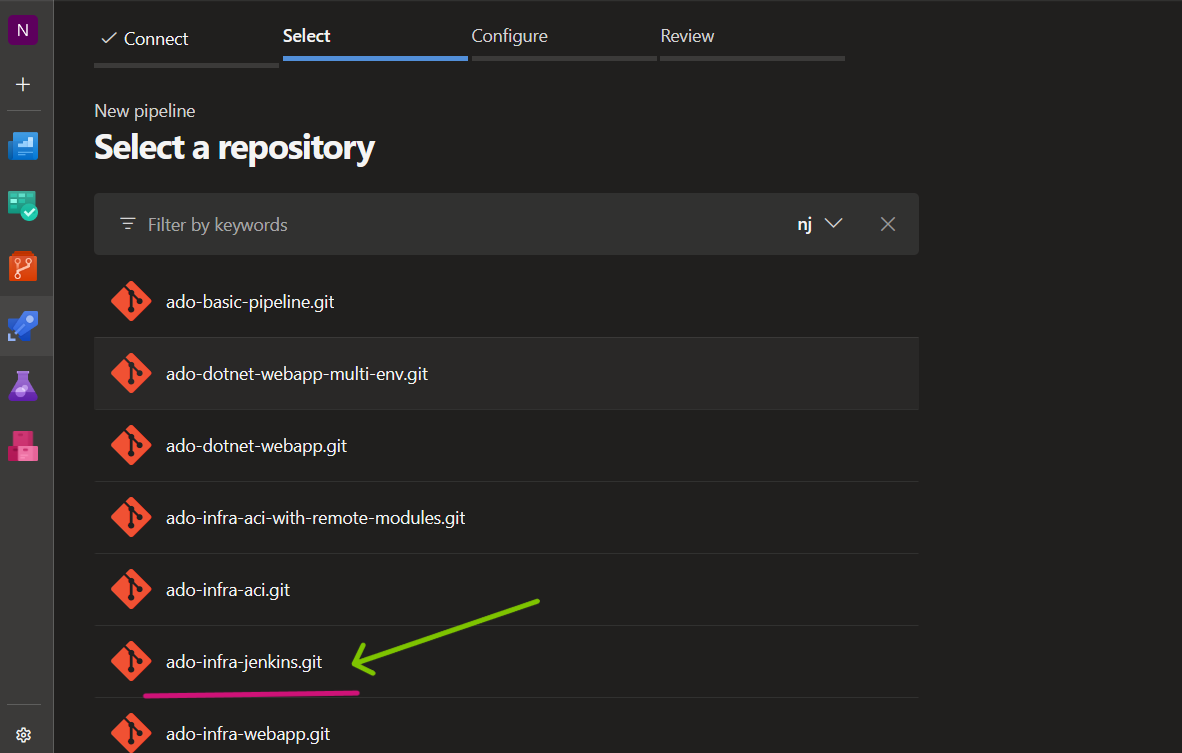 N
Connect
Select
Configure
Review
New pipeline
Select a repository
Filter by keywords
nj
ado-basic-pipeline.git
ado-dotnet-webapp-multi-env.git
ado-dotnet-webapp.git
ado-infra-aci-with-remote-modules.git
ado-infra-aci.git
ado-infra-jenkins.git
ado-infra-webapp.git